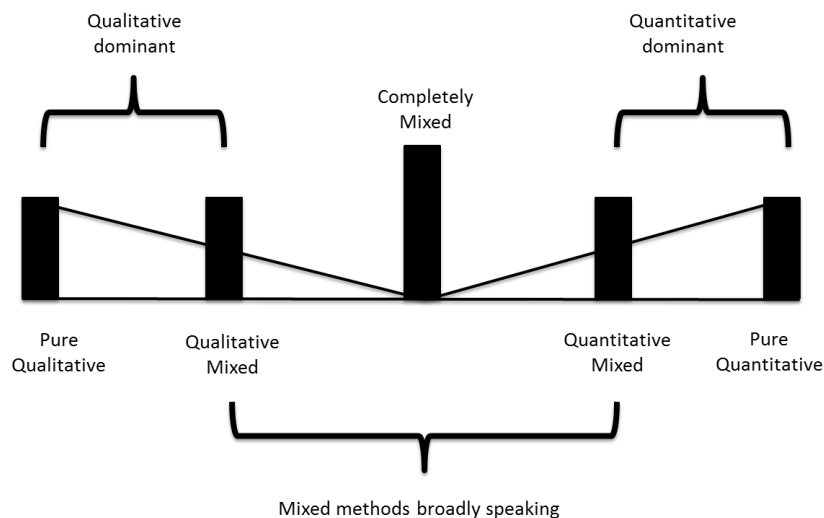 Qualitative
dominant
Quantitative
dominant
Completely
Mixed
Pure
Qualitative
Qualitative
Mixed
Quantitative
Mixed
Pure
Quantitative
Mixed methods broadly speaking